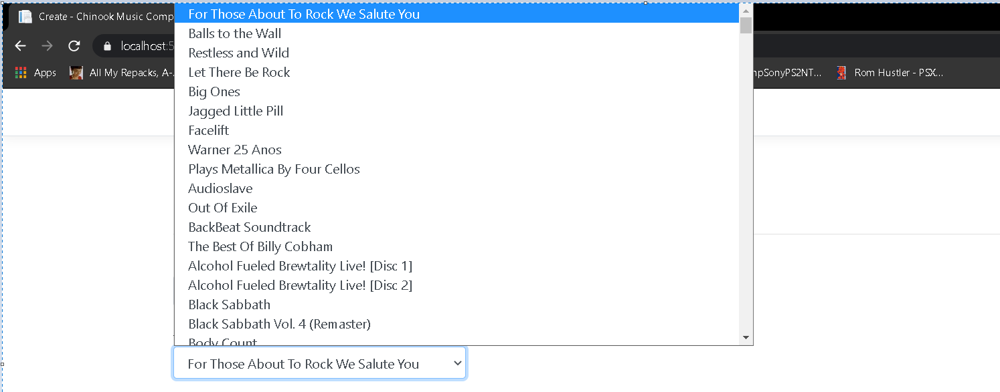 Create - Chinook Music Comp
localhost:5
Apps All My Repacks, A-. npSonyPS2NT... Rom Hustler - PSX...
For Those About To Rock We Salute You
Balls to the Wall
Restless and Wild
Let There Be Rock
Big Ones
Jagged Little Pill
Facelift
Warner 25 Anos
Plays Metallica By Four Cellos
Audioslave
Out Of Exile
BackBeat Soundtrack
The Best Of Billy Cobham
Alcohol Fueled Brewtality Live! [Disc 1]
Alcohol Fueled Brewtality Live! [Disc 2]
Black Sabbath
Black Sabbath Vol. 4 (Remaster)
Body Count
For Those About To Rock We Salute You